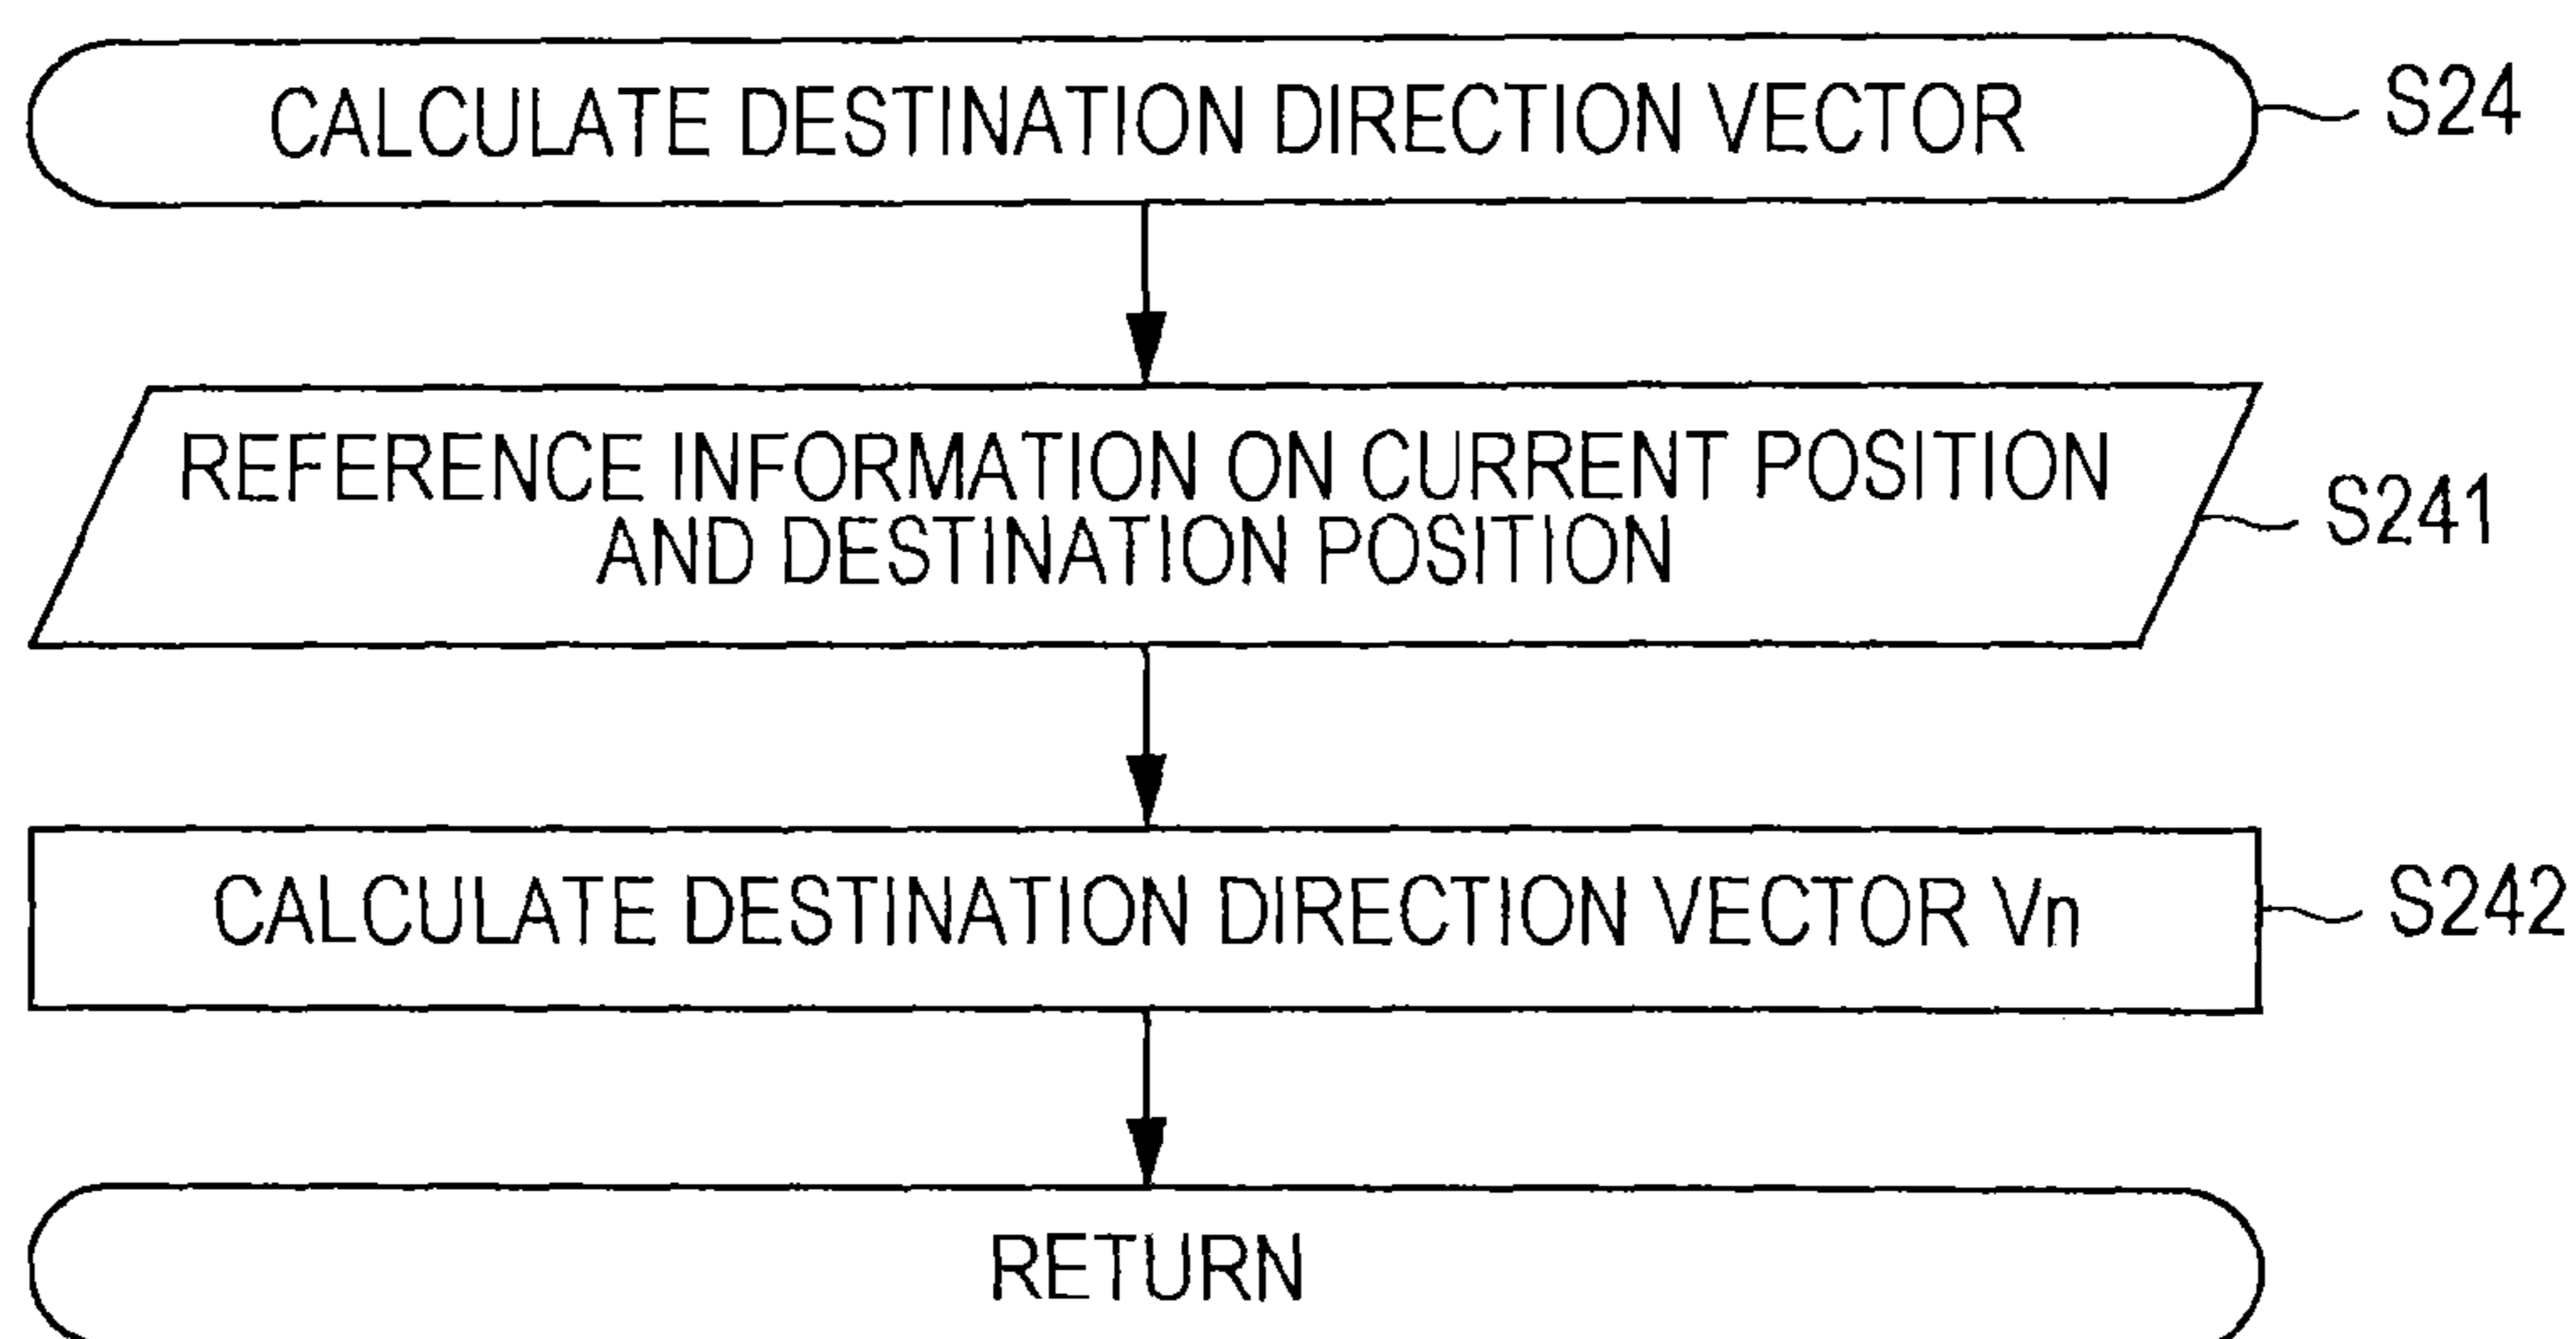 CALCULATE DESTINATION DIRECTION VECTOR
S24
REFERENCE INFORMATION ON CURRENT POSITION
AND DESTINATION POSITION
S241
CALCULATE DESTINATION DIRECTION VECTOR Vn
S242
RETURN